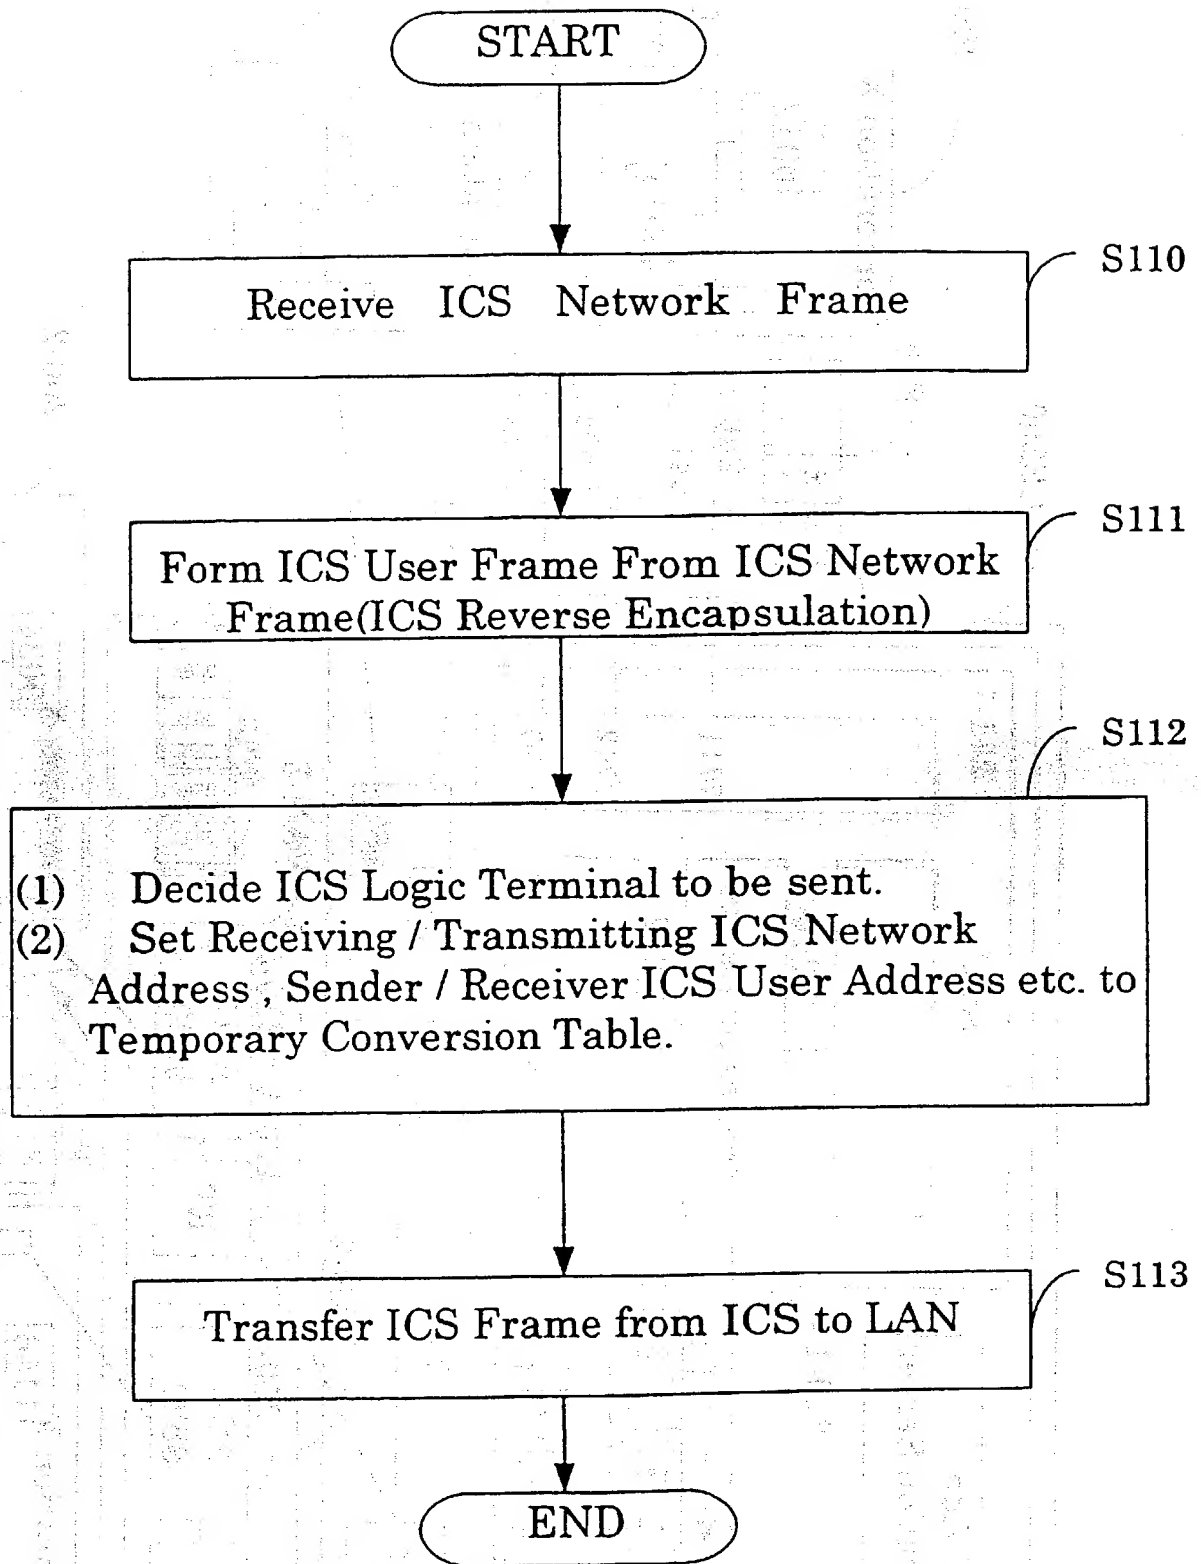 START
S110
Receive ICS Network Frame
S111
Form ICS User Frame From ICS Network
Frame(ICS Reverse Encapsulation)
S112
(1) Decide ICS Logic Terminal to be sent.
(2) Set Receiving / Transmitting ICS Network
Address , Sender / Receiver ICS User Address etc. to
Temporary Conversion Table.
S113
Transfer ICS Frame from ICS to LAN
END